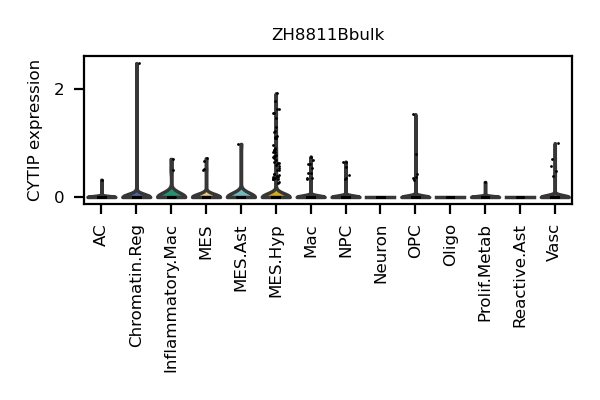 ZH8811Bbulk
CYTIP expression
2
0
AC
Chromatin.Reg
Inflammatory.Mac
MES
MES.Ast
MES.Hyp
Mac
NPC
Neuron
OPC
Oligo
Prolif.Metab
Reactive.Ast
Vasc